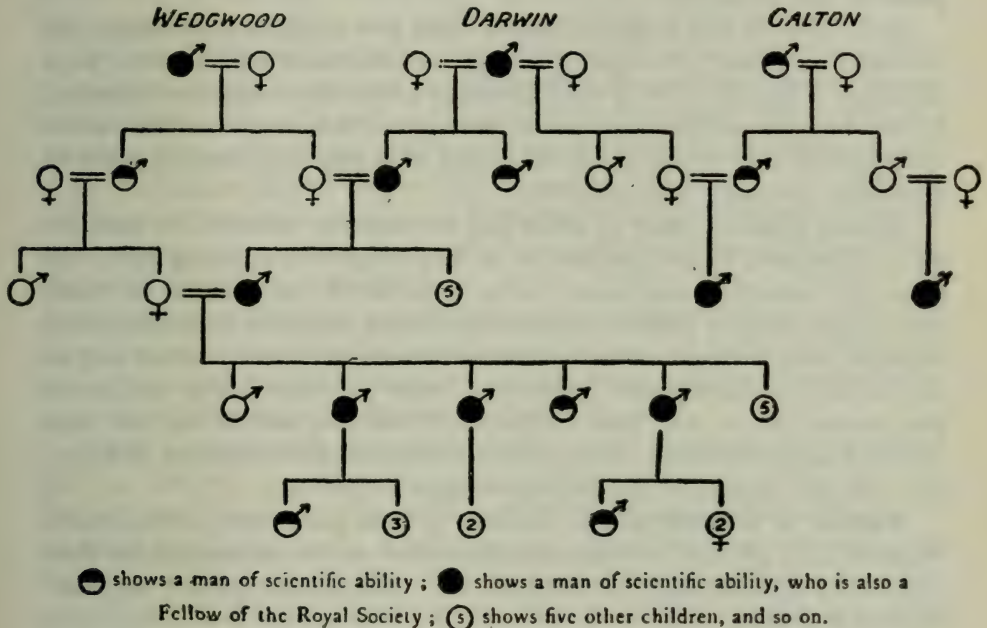 WEDGWOOD DARWIN GALTON
5
5
3 2 2
shows a man of scientific ability; shows a man of scientific ability, who is also a
Fellow of the Royal Society; 5 shows five other children, and so on.